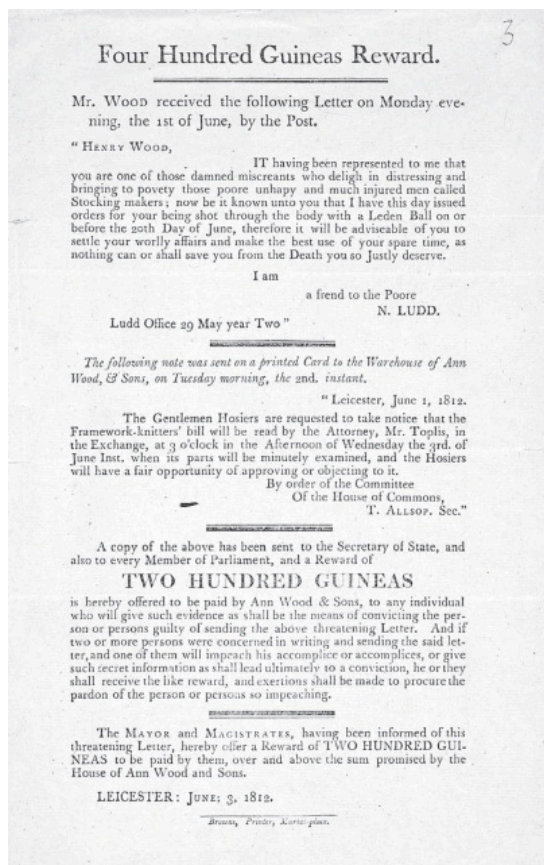 3
Four Hundred Guineas Reward.
Mr. WOOD received the following Letter on Monday eve-
ning, the 1st of June, by the Post.
" HENRY WOOD,
IT having been represented to me that
you are one of those damned miscreants who deligh in distressing and
bringing to povety those poore unhapy and much injured men called
Stocking makers; now be it known unto you that I have this day issued
orders for your being shot through the body with a Leden Ball on or
before the 20th Day of June, therefore it will be adviseable of you to
settle your worlly affairs and make the best use of your spare time, as
nothing can or shall save you from the Death you so Justly deserve.
I am
a frend to the Poore
N. LUDD.
Ludd Office 29 May year Two "
The following note was sent on a printed Card to the Warehouse of Ann
Wood, & Sons, on Tuesday morning, the 2nd. instant.
" Leicester, June 1, 1812.
The Gentlemen Hosiers are requested to take notice that the
Framework-knitters' bill will be read by the Attorney, Mr. Toplis, in
the Exchange, at 3 o'clock in the Afternoon of Wednesday the 3rd. of
June Inst. when its parts will be minutely examined, and the Hosiers
will have a fair opportunity of approving or objecting to it.
By order of the Committee
Of the House of Commons,
T. ALLSOP. Sec."
A copy of the above has been sent to the Secretary of State, and
also to every Member of Parliament, and a Reward of
TWO HUNDRED GUINEAS
is hereby offered to be paid by Ann Wood & Sons, to any individual
who will give such evidence as shall be the means of convicting the per-
son or persons guilty of sending the above threatening Letter. And if
two or more persons were concerned in writing and sending the said let-
ter, and one of them will impeach his accomplice or accomplices, or give
such secret information as shall lead ultimately to a conviction, he or they
shall receive the like reward, and exertions shall be made to procure the
pardon of the person or persons so impeaching.
The MAYOR and MAGISTRATES, having been informed of this
threatening Letter, hereby offer a Reward of TWO HUNDRED GUI-
NEAS to be paid by them, over and above the sum promised by the
House of Ann Wood and Sons.
LEICESTER: JUNE; 3, 1812.
Browne, Printer, Market-place.